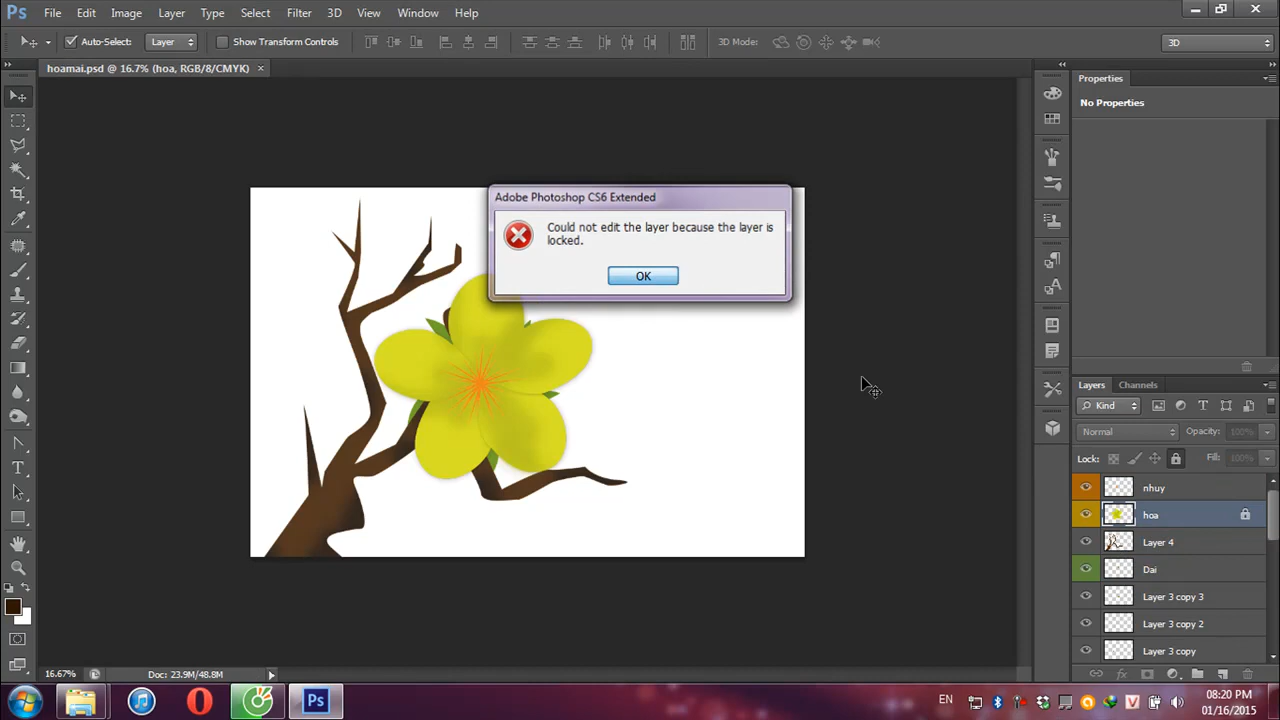 Ps File Edit Image Layer Type Select Filter 3D View Window Help
Auto-Select: Layer Show Transform Controls 3D Mode: 3D
hoamai.psd @ 16.7% (hoa, RGB/8/CMYK) ×
Properties
No Properties
Adobe Photoshop CS6 Extended
Could not edit the layer because the layer is
locked.
OK
Layers Channels
Kind
Normal Opacity: 100%
Lock: Fill: 100%
nhuy
hoa
Layer 4
Dai
Layer 3 copy 3
Layer 3 copy 2
Layer 3 copy
16.67% Doc: 23.9M/48.8M
Ps EN V 08:20 PM
01/16/2015